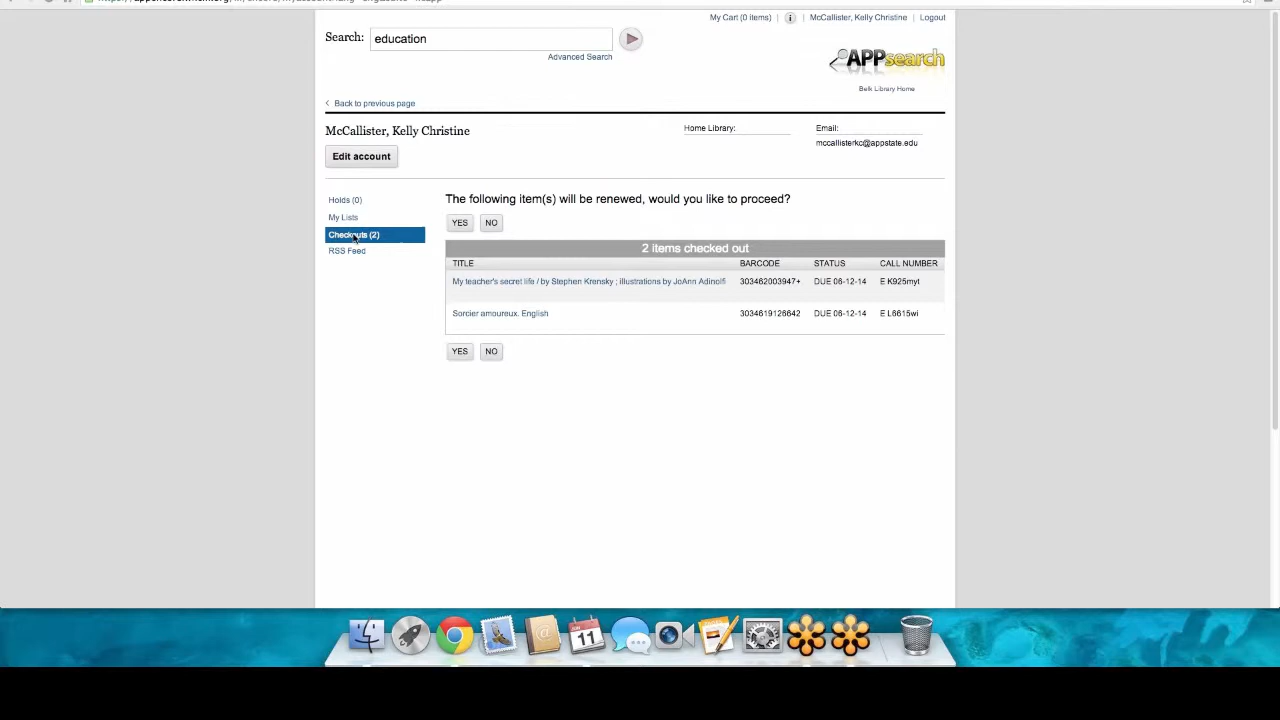 My Cart (0 items) | i | McCallister, Kelly Christine | Logout
Search: education
Advanced Search
APPsearch
Belk Library Home
Back to previous page
McCallister, Kelly Christine
Home Library:
Email:
mccallisterkc@appstate.edu
Edit account
Holds (0)
My Lists
Checkouts (2)
RSS Feed
The following item(s) will be renewed, would you like to proceed?
YES NO
2 items checked out
TITLE BARCODE STATUS CALL NUMBER
My teacher's secret life / by Stephen Krensky ; illustrations by JoAnn Adinolfi 303462003947+ DUE 06-12-14 E K925myt
Sorcier amoureux. English 3034619126642 DUE 06-12-14 E L6615wi
YES NO
11